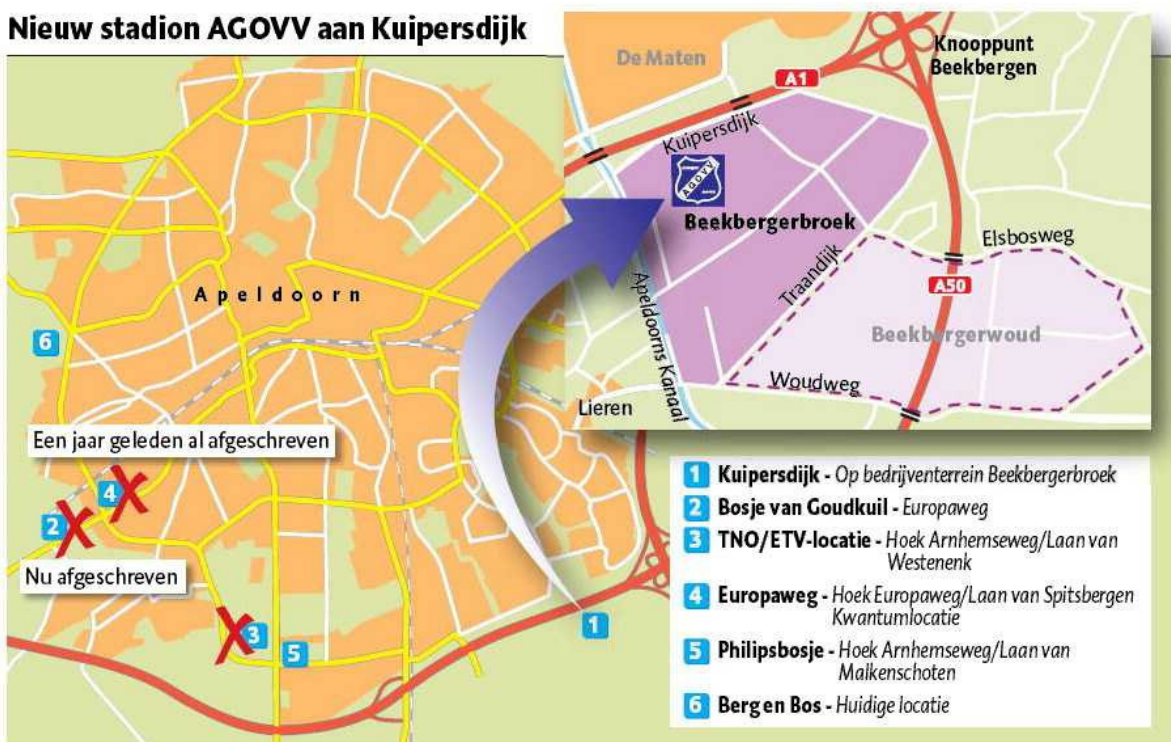 Nieuw stadion AGOVV aan Kuipersdijk
De Maten
A1
Knooppunt
Beekbergen
Kuipersdijk
AGOVV
Beekbergerbroek
Elsbosweg
Traandijk
A50
Apeldoorns Kanaal
Beekbergerwoud
Woudweg
Lieren
Apeldoorn
6
Een jaar geleden al afgeschreven
4
2
Nu afgeschreven
3
5
1
1 Kuipersdijk - Op bedrijventerrein Beekbergerbroek
2 Bosje van Goudkuil - Europaweg
3 TNO/ETV-locatie - Hoek Arnhemseweg/Laan van
Westenenk
4 Europaweg - Hoek Europaweg/Laan van Spitsbergen
Kwantumlocatie
5 Philipsbosje - Hoek Arnhemseweg/Laan van
Malkenschoten
6 Berg en Bos - Huidige locatie